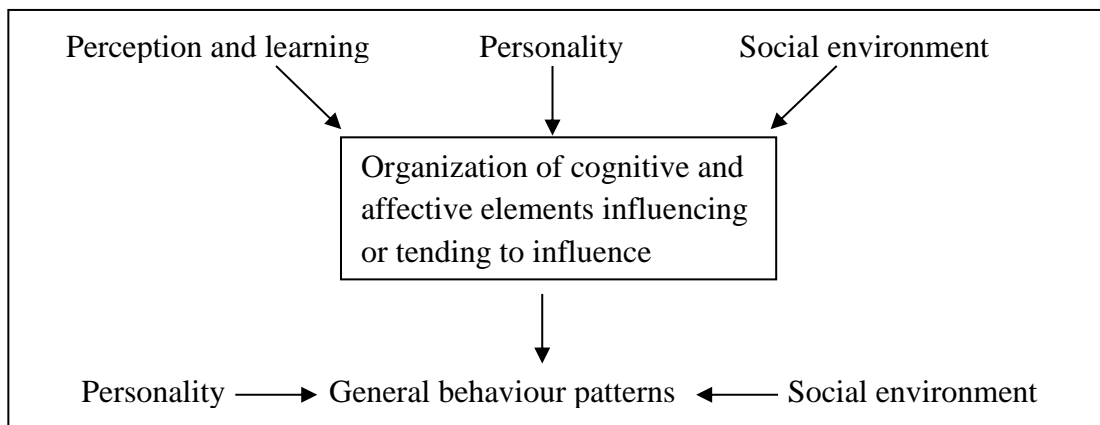 Perception and learning Personality Social environment
Organization of cognitive and
affective elements influencing
or tending to influence
Personality General behaviour patterns Social environment